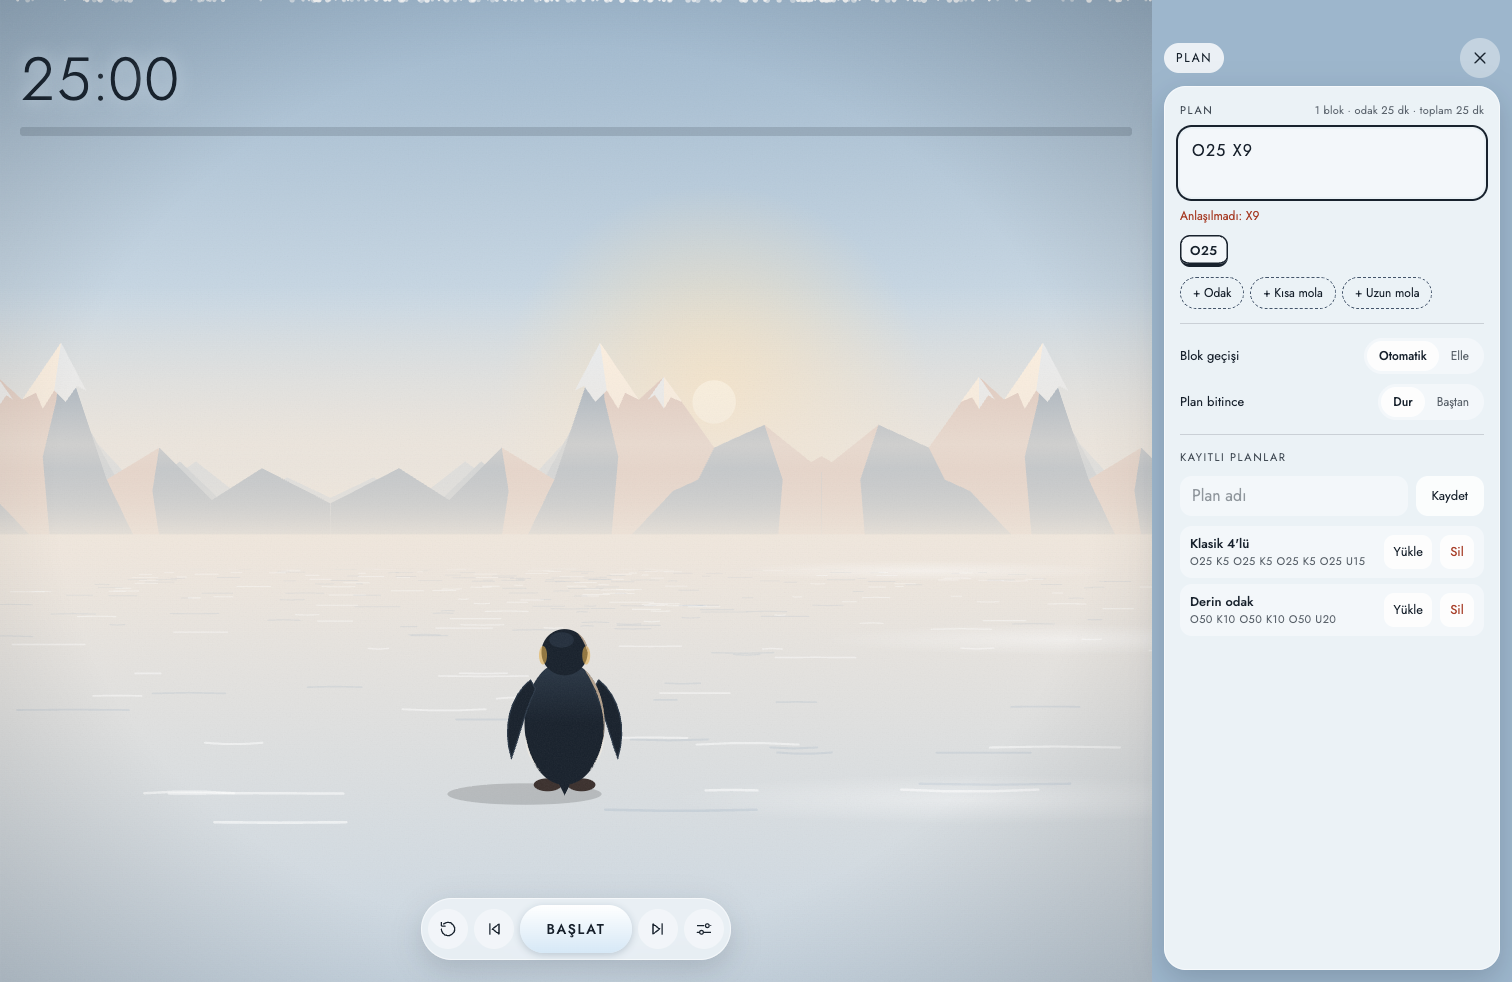 25:00
BAŞLAT
PLAN
PLAN
1 blok · odak 25 dk · toplam 25 dk
O25 X9
Anlaşılmadı: X9
O25
+ Odak
+ Kısa mola
+ Uzun mola
Blok geçişi
Otomatik
Elle
Plan bitince
Dur
Baştan
KAYITLI PLANLAR
Plan adı
Kaydet
Klasik 4'lü
O25 K5 O25 K5 O25 K5 O25 U15
Yükle
Sil
Derin odak
O50 K10 O50 K10 O50 U20
Yükle
Sil